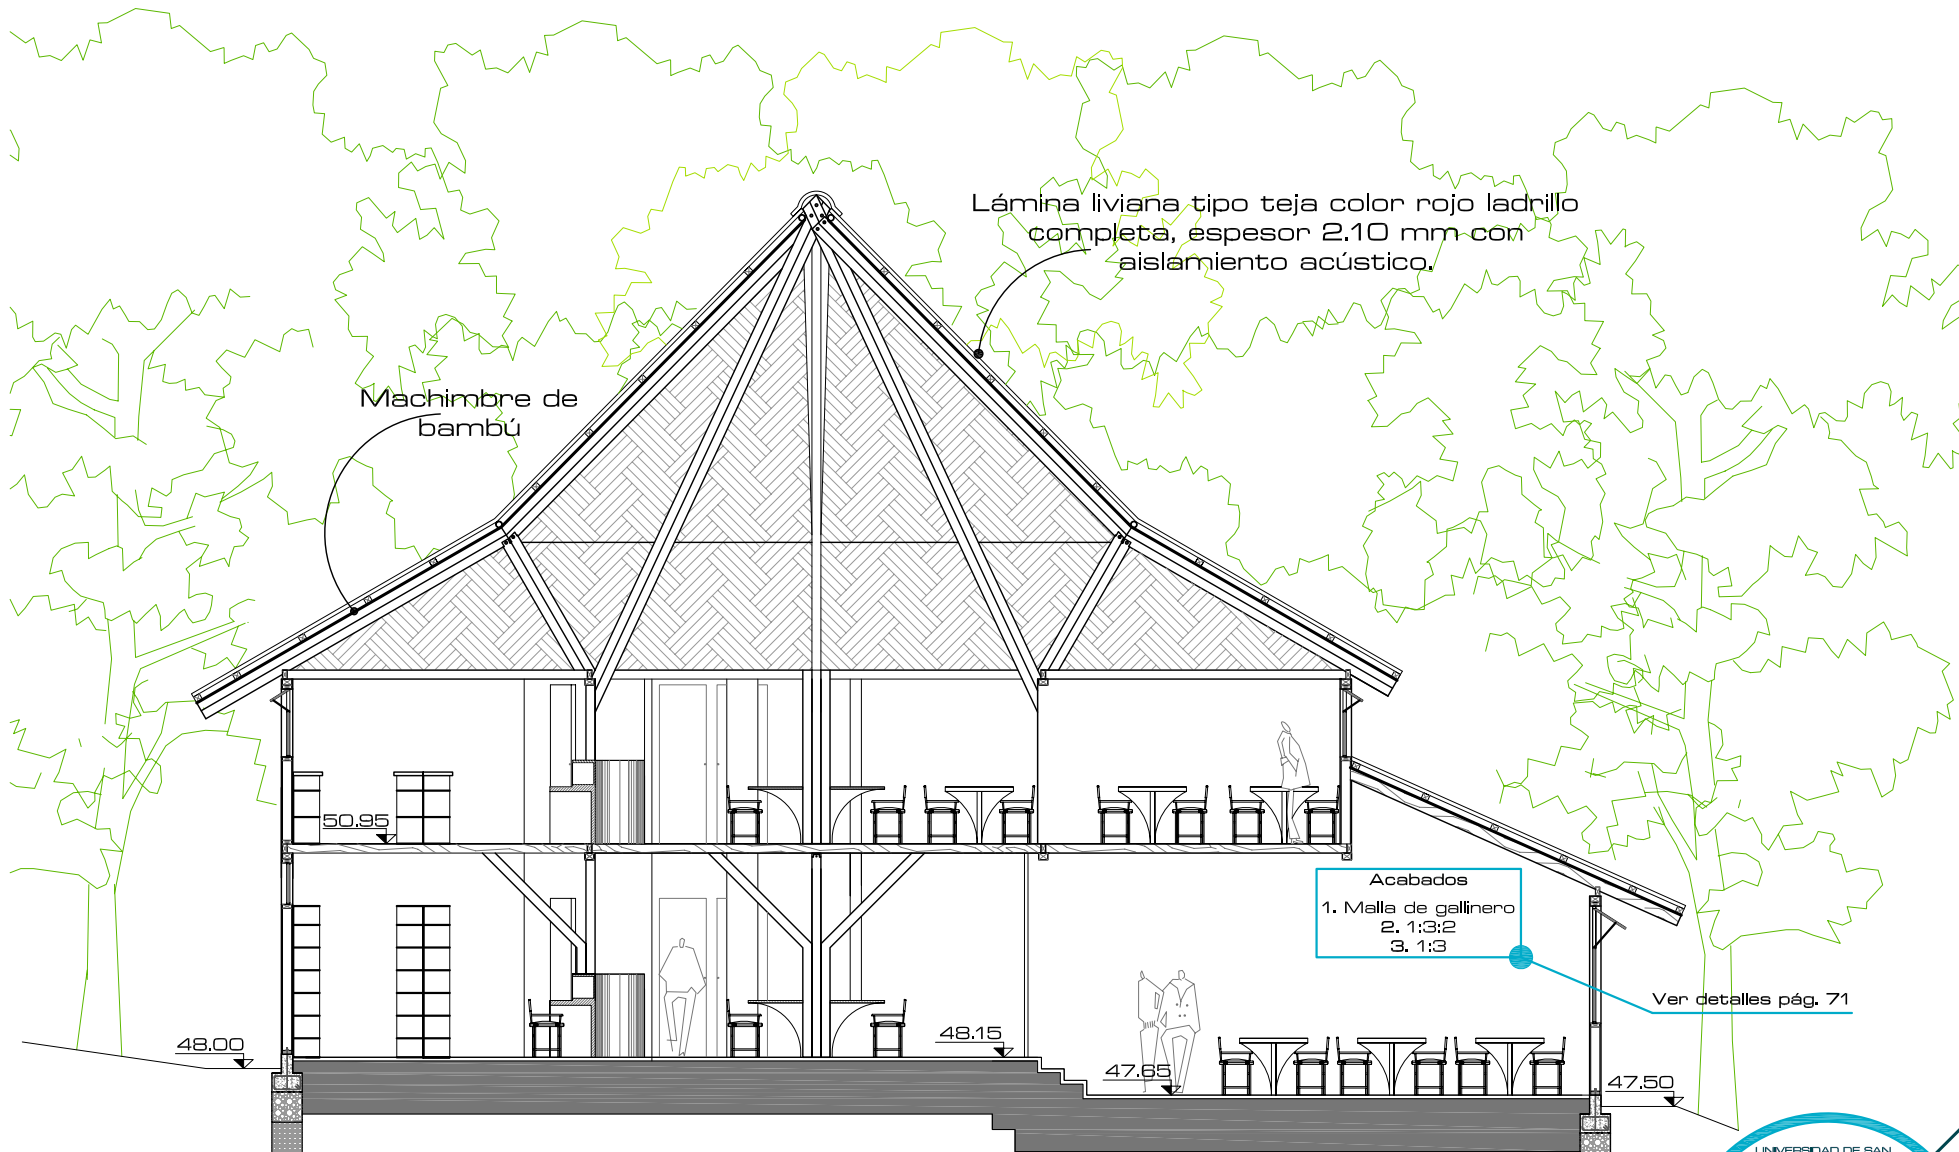 Lámina liviana tipo teja color rojo ladrillo
completa, espesor 2.10 mm con
aislamiento acústico.
Machimbre de
bambú
50.95
Acabados
1. Malla de gallinero
2. 1:3:2
3. 1:3
Ver detalles pág. 71
48.00
48.15
47.65
47.50
UNIVERSIDAD DE SAN